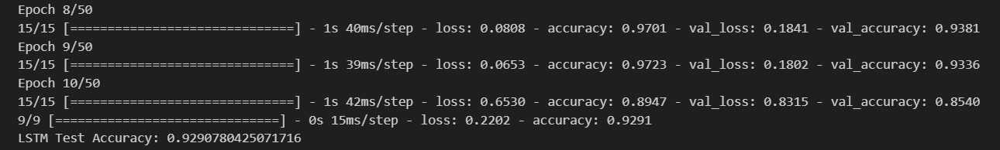 Epoch 8/50
15/15 [==============================] - 1s 40ms/step - loss: 0.0808 - accuracy: 0.9701 - val_loss: 0.1841 - val_accuracy: 0.9381
Epoch 9/50
15/15 [==============================] - 1s 39ms/step - loss: 0.0653 - accuracy: 0.9723 - val_loss: 0.1802 - val_accuracy: 0.9336
Epoch 10/50
15/15 [==============================] - 1s 42ms/step - loss: 0.6530 - accuracy: 0.8947 - val_loss: 0.8315 - val_accuracy: 0.8540
9/9 [==============================] - 0s 15ms/step - loss: 0.2202 - accuracy: 0.9291
LSTM Test Accuracy: 0.9290780425071716